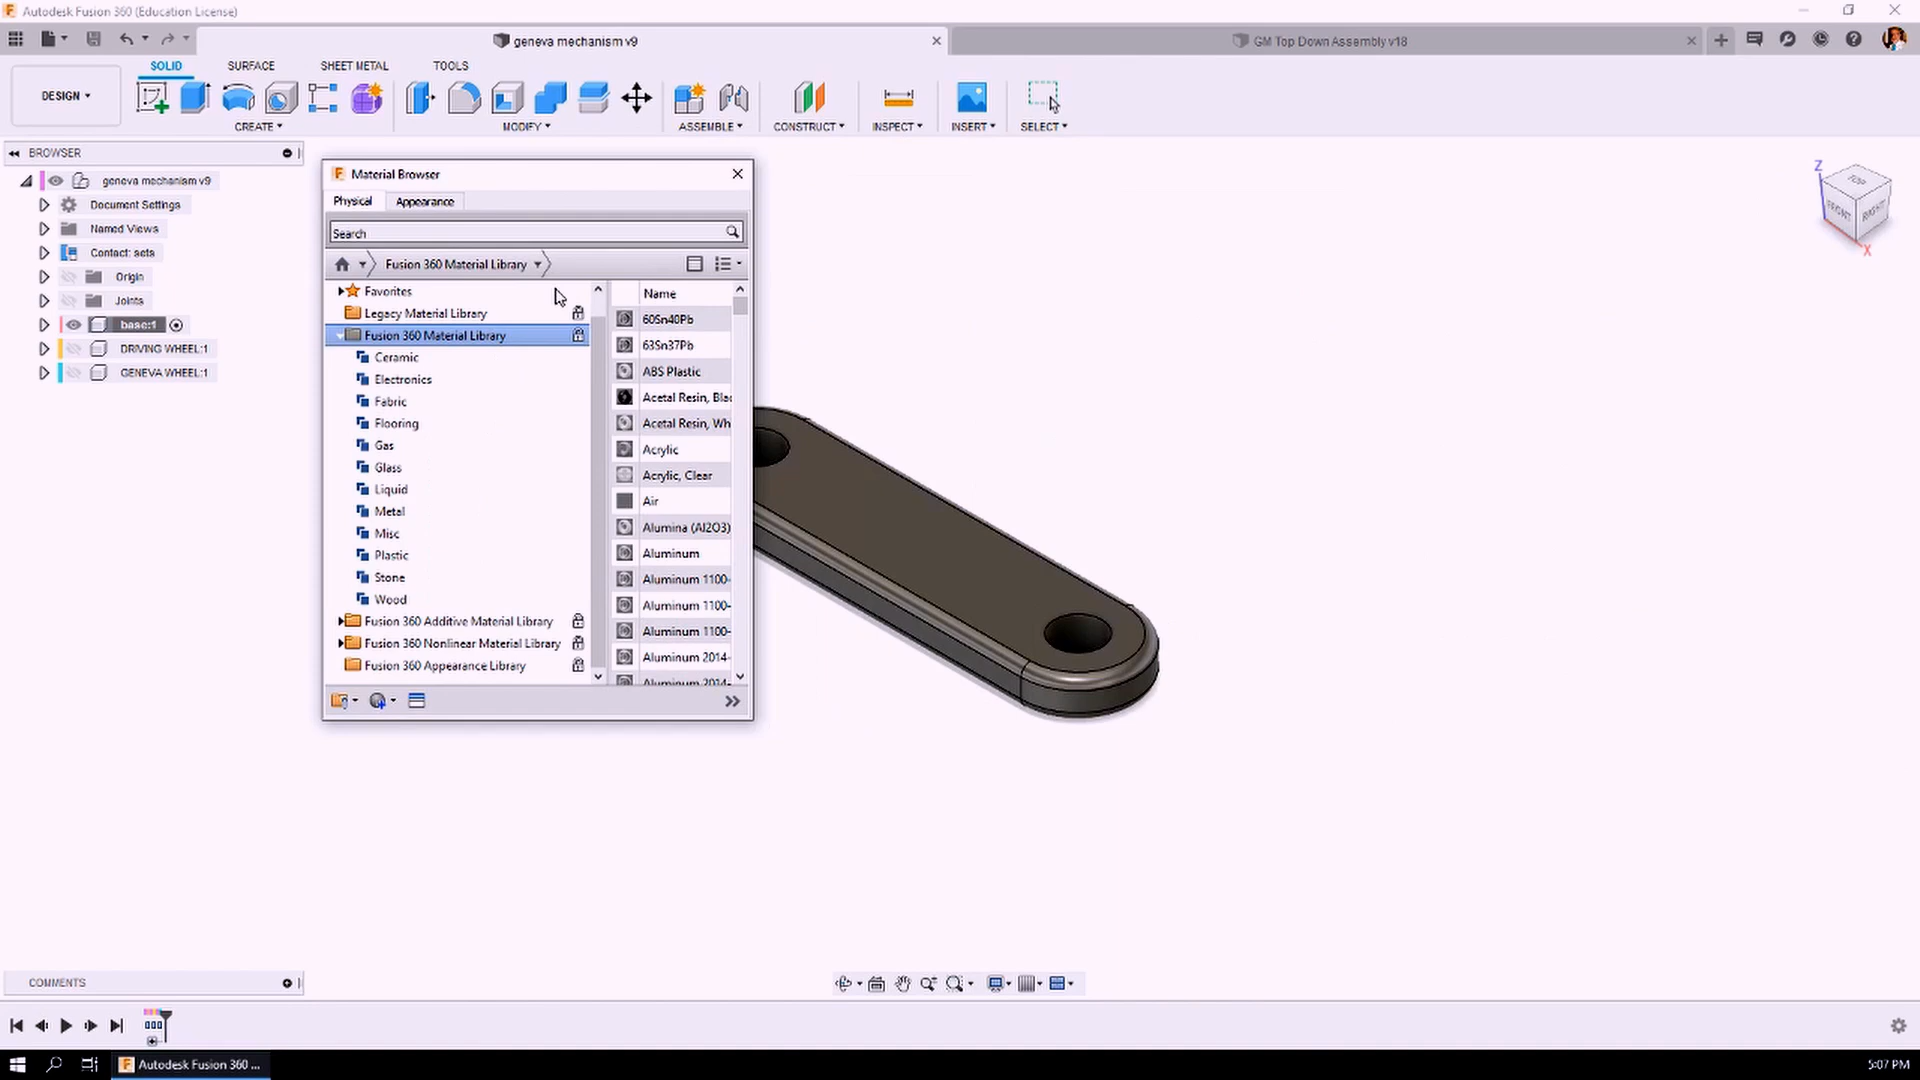 Autodesk Fusion 360 (Education License)
geneva mechanism v9
GM Top Down Assembly v18
SOLID
SURFACE
SHEET METAL
TOOLS
DESIGN
CREATE
MODIFY
ASSEMBLE
CONSTRUCT
INSPECT
INSERT
SELECT
BROWSER
geneva mechanism v9
Document Settings
Named Views
Contact: sets
Origin
Joints
base:1
DRIVING WHEEL:1
GENEVA WHEEL:1
Material Browser
Physical
Appearance
Search
Fusion 360 Material Library
Favorites
Legacy Material Library
Fusion 360 Material Library
Ceramic
Electronics
Fabric
Flooring
Gas
Glass
Liquid
Metal
Misc
Plastic
Stone
Wood
Fusion 360 Additive Material Library
Fusion 360 Nonlinear Material Library
Fusion 360 Appearance Library
Name
60Sn40Pb
63Sn37Pb
ABS Plastic
Acetal Resin, Blac
Acetal Resin, Wh
Acrylic
Acrylic, Clear
Air
Alumina (Al2O3)
Aluminum
Aluminum 1100-
Aluminum 1100-
Aluminum 1100-
Aluminum 2014-
Aluminum 2014-
Z
TOP
FRONT
RIGHT
X
COMMENTS
Autodesk Fusion 360 ...
5:07 PM